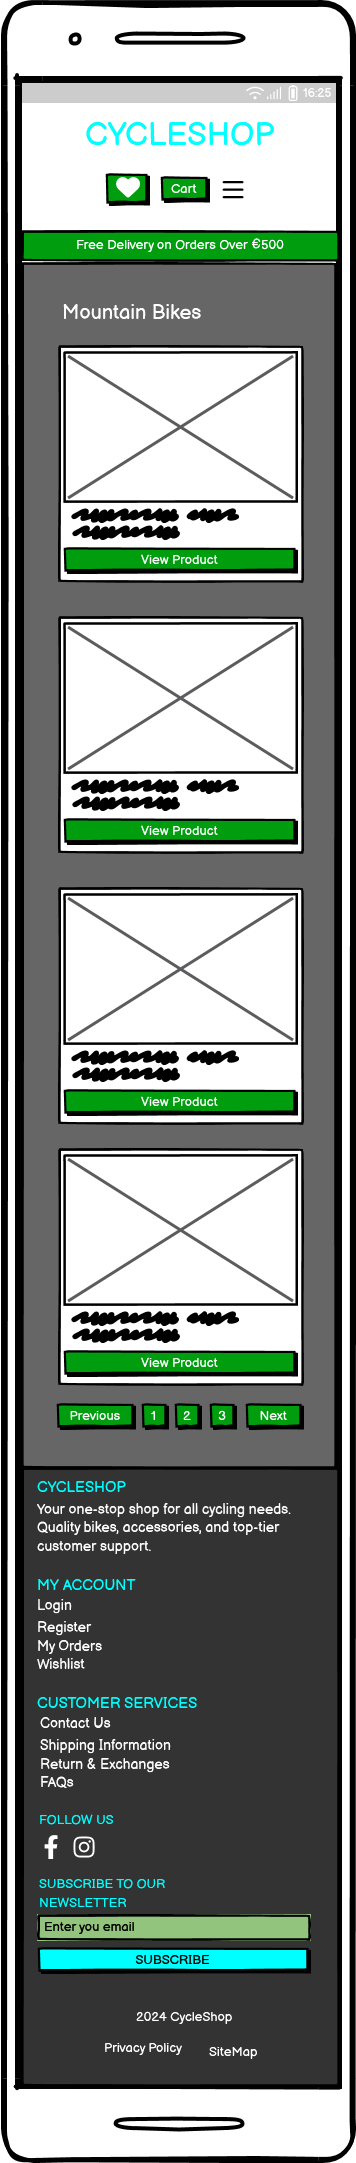 16:25
CYCLESHOP
Cart
Free Delivery on Orders Over €500
Mountain Bikes
View Product
View Product
View Product
View Product
Previous 1 2 3 Next
CYCLESHOP
Your one-stop shop for all cycling needs.
Quality bikes, accessories, and top-tier
customer support.
MY ACCOUNT
Login
Register
My Orders
Wishlist
CUSTOMER SERVICES
Contact Us
Shipping Information
Return & Exchanges
FAQs
FOLLOW US
SUBSCRIBE TO OUR
NEWSLETTER
Enter you email
SUBSCRIBE
2024 CycleShop
Privacy Policy SiteMap